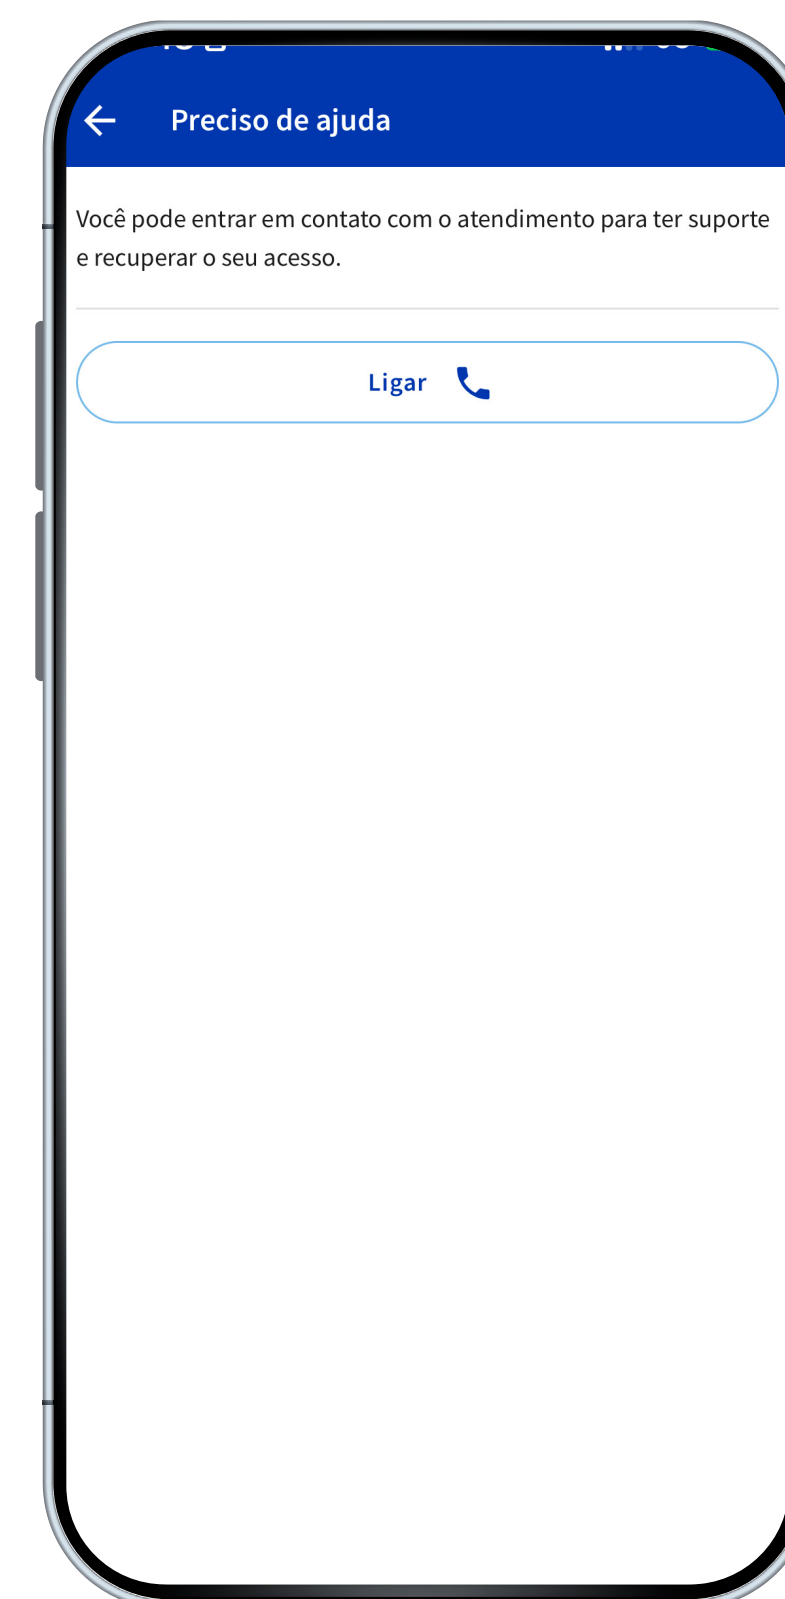 Preciso de ajuda
Você pode entrar em contato com o atendimento para ter suporte
e recuperar o seu acesso.
Ligar